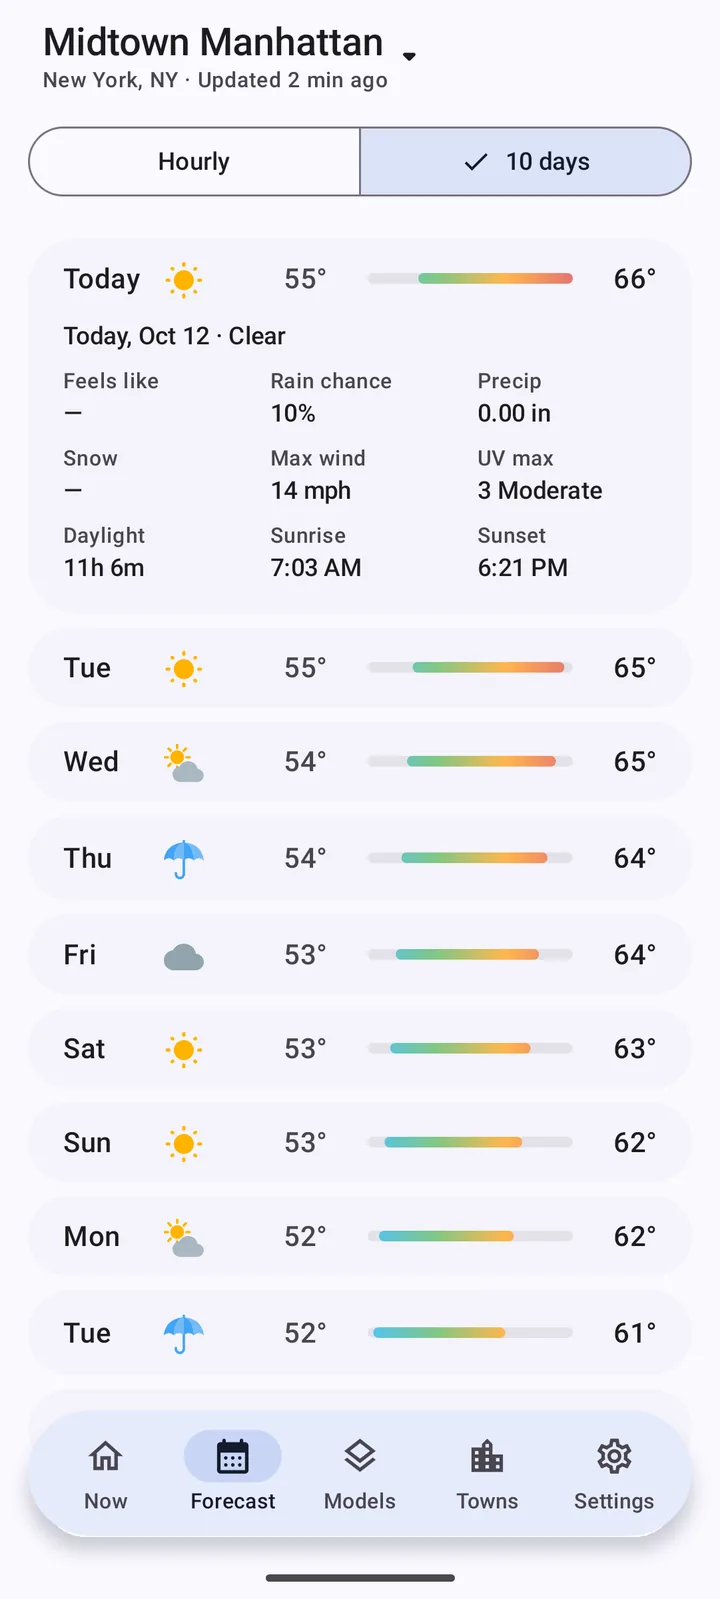 Midtown Manhattan
New York, NY · Updated 2 min ago
Hourly
10 days
Today 55° 66°
Today, Oct 12 · Clear
Feels like Rain chance Precip
— 10% 0.00 in
Snow Max wind UV max
— 14 mph 3 Moderate
Daylight Sunrise Sunset
11h 6m 7:03 AM 6:21 PM
Tue 55° 65°
Wed 54° 65°
Thu 54° 64°
Fri 53° 64°
Sat 53° 63°
Sun 53° 62°
Mon 52° 62°
Tue 52° 61°
Now Forecast Models Towns Settings